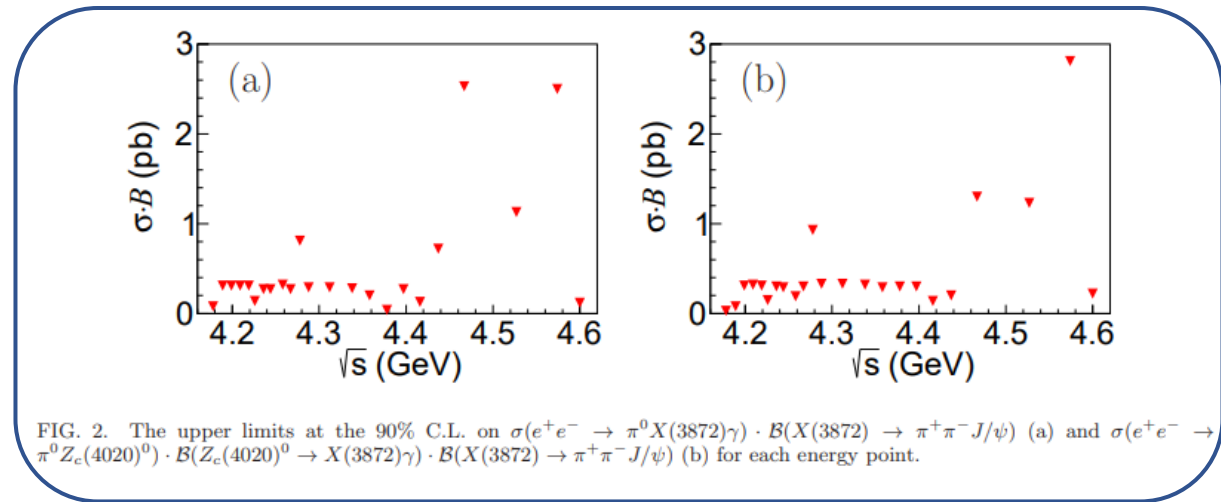 (a)
3
2
1
0
σ·B (pb)
4.2 4.3 4.4 4.5 4.6
√s (GeV)
(b)
3
2
1
0
σ·B (pb)
4.2 4.3 4.4 4.5 4.6
√s (GeV)
FIG. 2. The upper limits at the 90% C.L. on σ(e⁺e⁻ → π⁰X(3872)γ) · B(X(3872) → π⁺π⁻J/ψ) (a) and σ(e⁺e⁻ →
π⁰Z_c(4020)⁰) · B(Z_c(4020)⁰ → X(3872)γ) · B(X(3872) → π⁺π⁻J/ψ) (b) for each energy point.